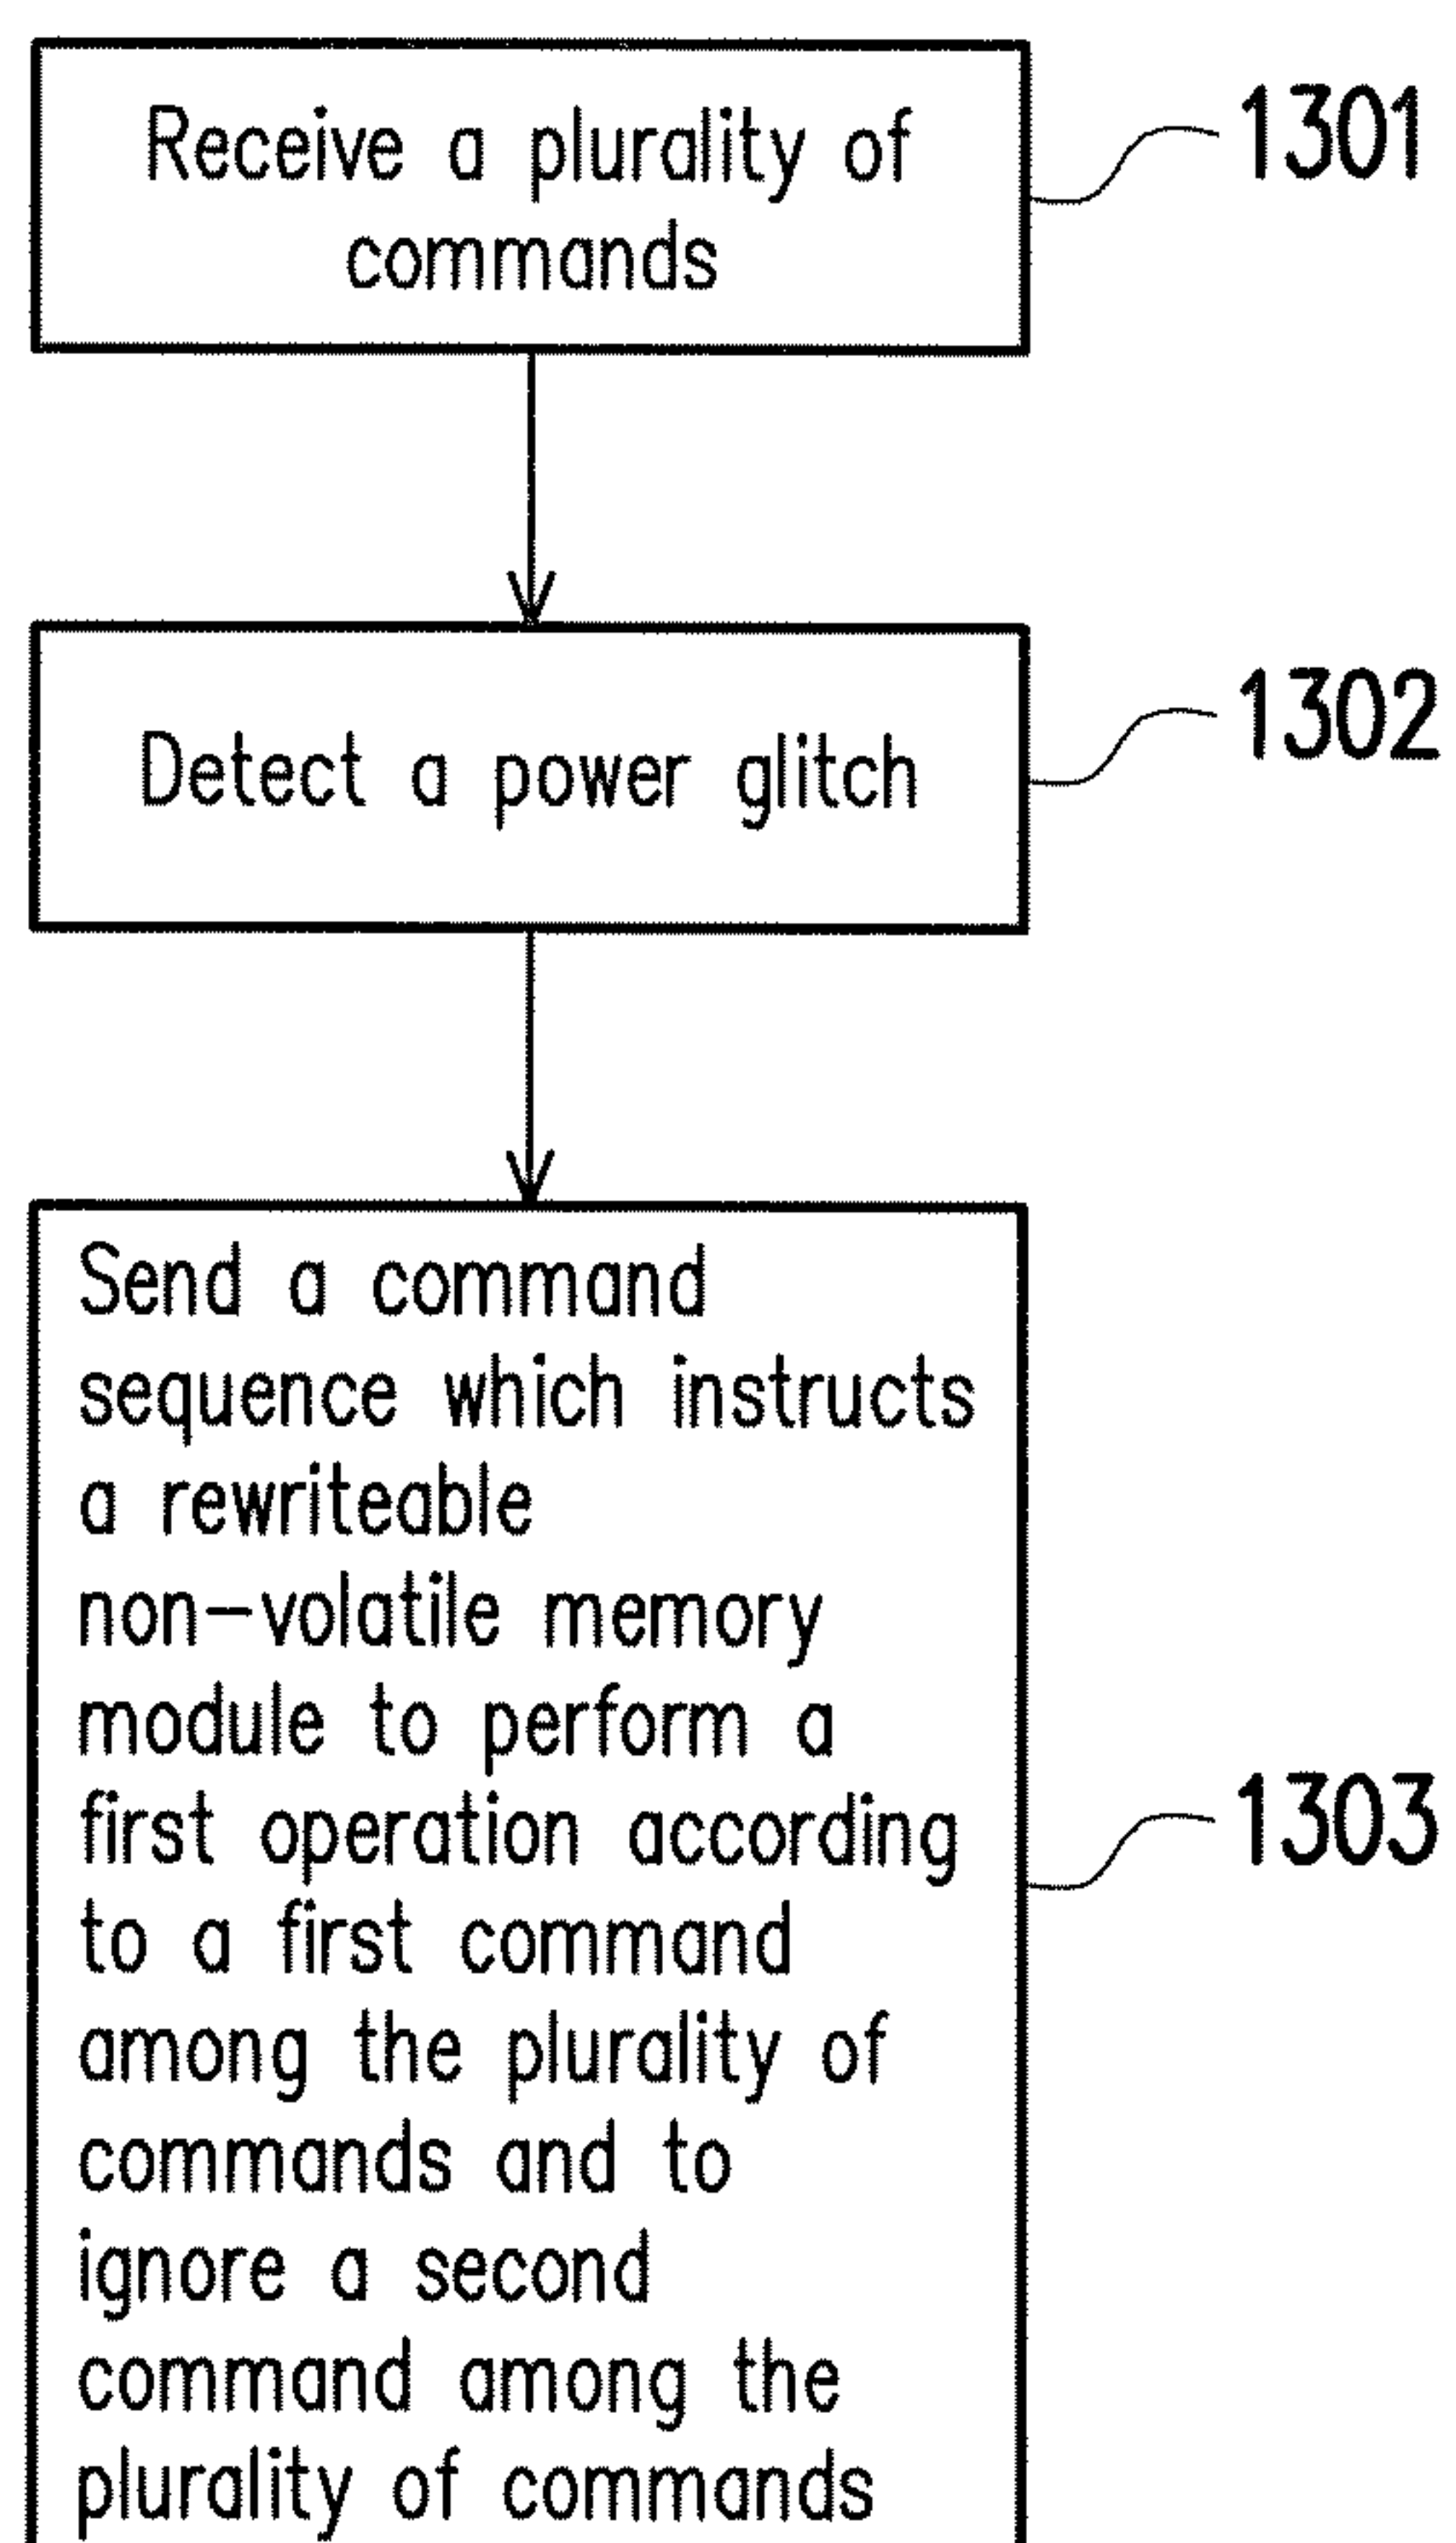 Receive a plurality of
commands
1301
Detect a power glitch
1302
Send a command
sequence which instructs
a rewriteable
non-volatile memory
module to perform a
first operation according
to a first command
among the plurality of
commands and to
ignore a second
command among the
plurality of commands
1303